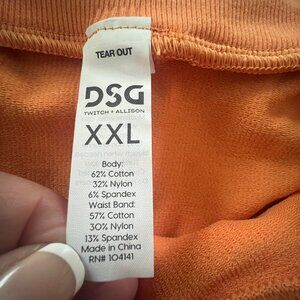 TEAR OUT
DSG
TWITCH + ALLISON
XXL
Body:
62% Cotton
32% Nylon
6% Spandex
Waist Band:
57% Cotton
30% Nylon
13% Spandex
Made in China
RN# 104141